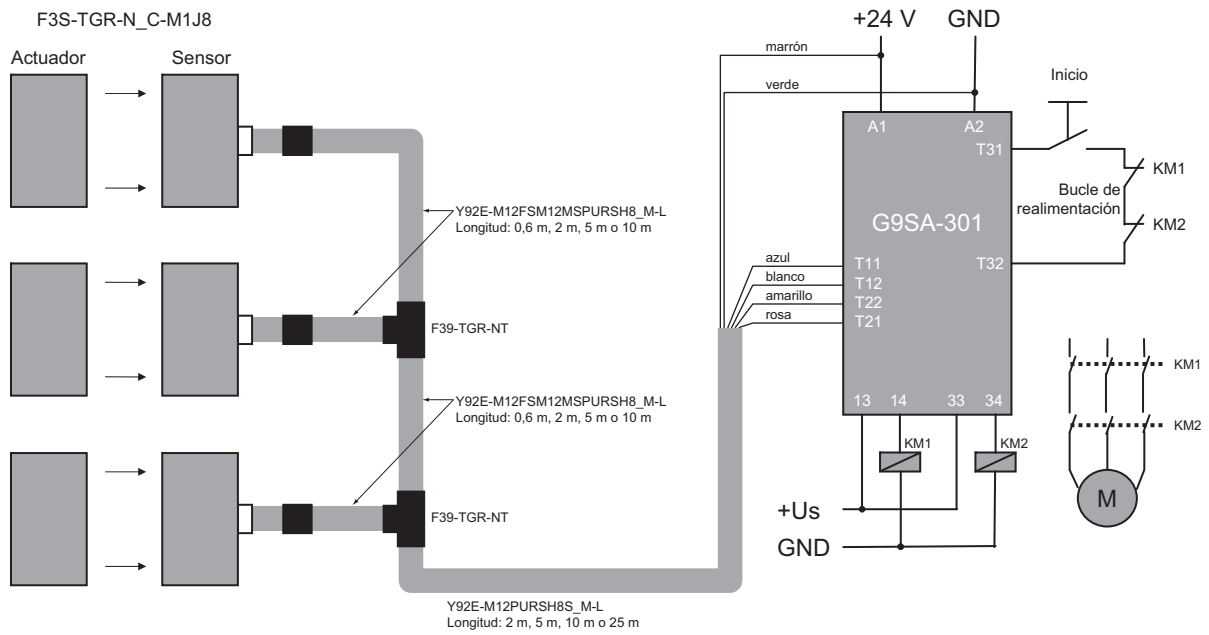 F3S-TGR-N_C-M1J8
Actuador
Sensor
+24 V
GND
marrón
verde
Inicio
A1
A2
T31
KM1
Bucle de
realimentación
KM2
G9SA-301
T32
Y92E-M12FSM12MSPURSH8_M-L
Longitud: 0,6 m, 2 m, 5 m o 10 m
azul
blanco
amarillo
rosa
T11
T12
T22
T21
F39-TGR-NT
KM1
KM2
M
Y92E-M12FSM12MSPURSH8_M-L
Longitud: 0,6 m, 2 m, 5 m o 10 m
13
14
33
34
KM1
KM2
F39-TGR-NT
+Us
GND
Y92E-M12PURSH8S_M-L
Longitud: 2 m, 5 m, 10 m o 25 m